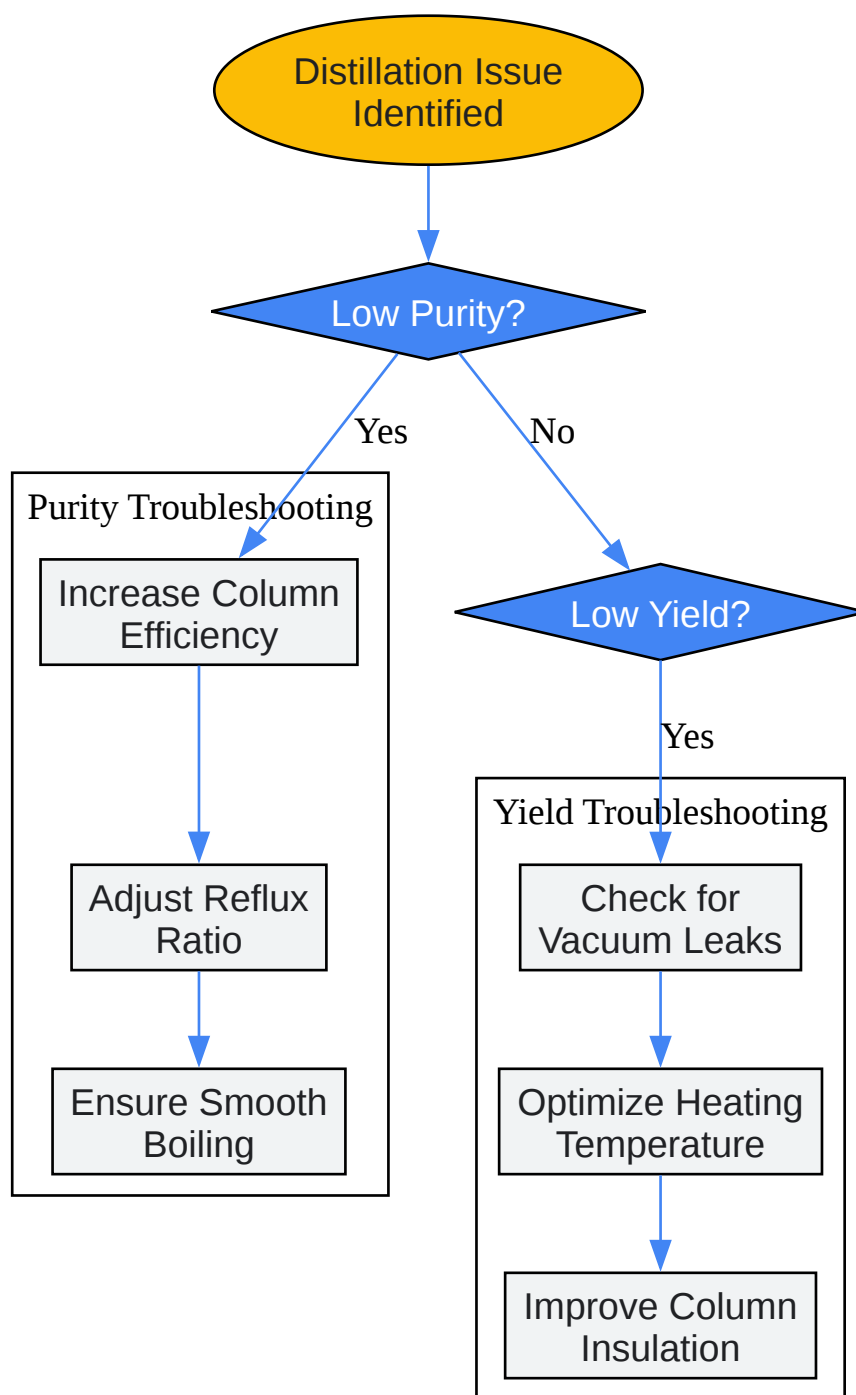 Distillation Issue
Identified
Low Purity?
Yes
No
Purity Troubleshooting
Increase Column
Efficiency
Adjust Reflux
Ratio
Ensure Smooth
Boiling
Low Yield?
Yes
Yield Troubleshooting
Check for
Vacuum Leaks
Optimize Heating
Temperature
Improve Column
Insulation